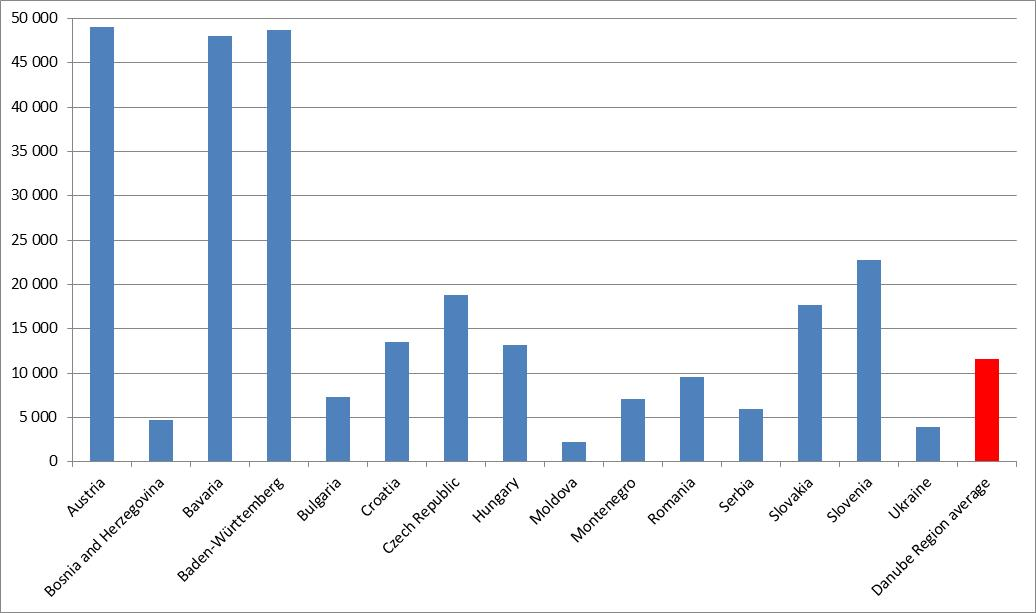 50 000
45 000
40 000
35 000
30 000
25 000
20 000
15 000
10 000
5 000
0
Austria
Bosnia and Herzegovina
Bavaria
Baden-Württemberg
Bulgaria
Croatia
Czech Republic
Hungary
Moldova
Montenegro
Romania
Serbia
Slovakia
Slovenia
Ukraine
Danube Region average